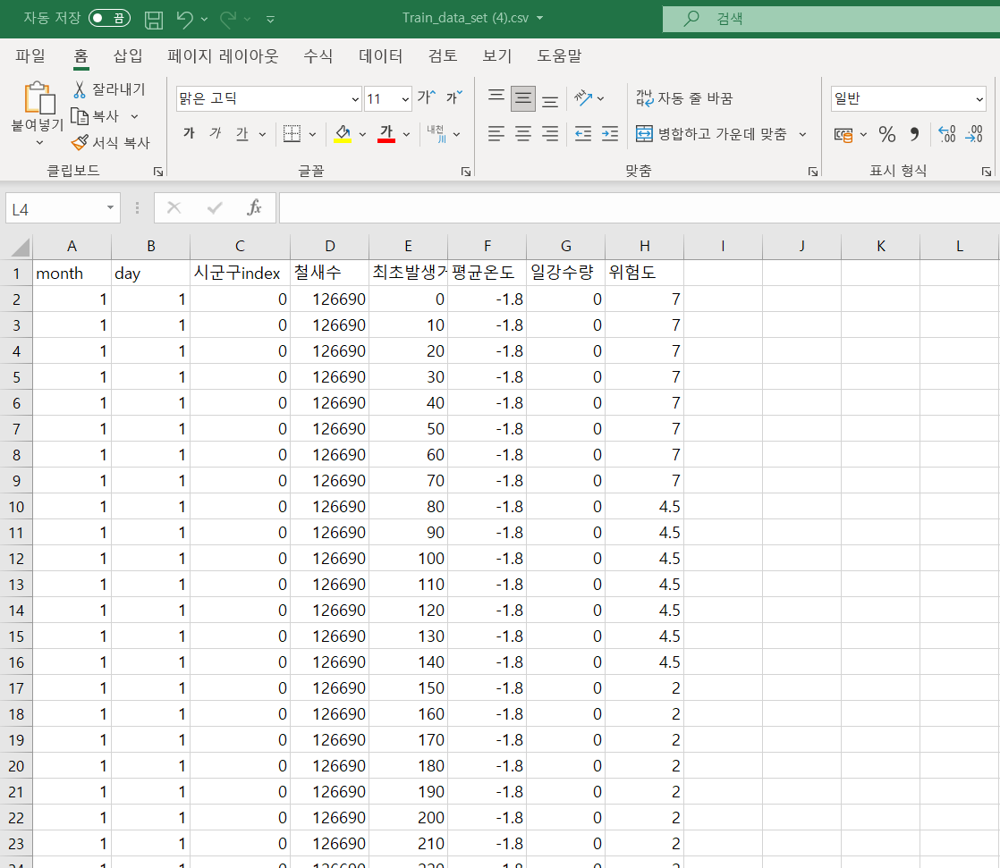 자동 저장 끔 Train_data_set (4).csv 검색
파일 홈 삽입 페이지 레이아웃 수식 데이터 검토 보기 도움말
붙여넣기 잘라내기 복사 서식 복사
맑은 고딕 11 가 가 자동 줄 바꿈 일반
가 가 가 가 내천 川 병합하고 가운데 맞춤 % .00
클립보드 글꼴 맞춤 표시 형식
L4 fx
A B C D E F G H I J K L
1 month day 시군구index 철새수 최초발생거 평균온도 일강수량 위험도
2 1 1 0 126690 0 -1.8 0 7
3 1 1 0 126690 10 -1.8 0 7
4 1 1 0 126690 20 -1.8 0 7
5 1 1 0 126690 30 -1.8 0 7
6 1 1 0 126690 40 -1.8 0 7
7 1 1 0 126690 50 -1.8 0 7
8 1 1 0 126690 60 -1.8 0 7
9 1 1 0 126690 70 -1.8 0 7
10 1 1 0 126690 80 -1.8 0 4.5
11 1 1 0 126690 90 -1.8 0 4.5
12 1 1 0 126690 100 -1.8 0 4.5
13 1 1 0 126690 110 -1.8 0 4.5
14 1 1 0 126690 120 -1.8 0 4.5
15 1 1 0 126690 130 -1.8 0 4.5
16 1 1 0 126690 140 -1.8 0 4.5
17 1 1 0 126690 150 -1.8 0 2
18 1 1 0 126690 160 -1.8 0 2
19 1 1 0 126690 170 -1.8 0 2
20 1 1 0 126690 180 -1.8 0 2
21 1 1 0 126690 190 -1.8 0 2
22 1 1 0 126690 200 -1.8 0 2
23 1 1 0 126690 210 -1.8 0 2